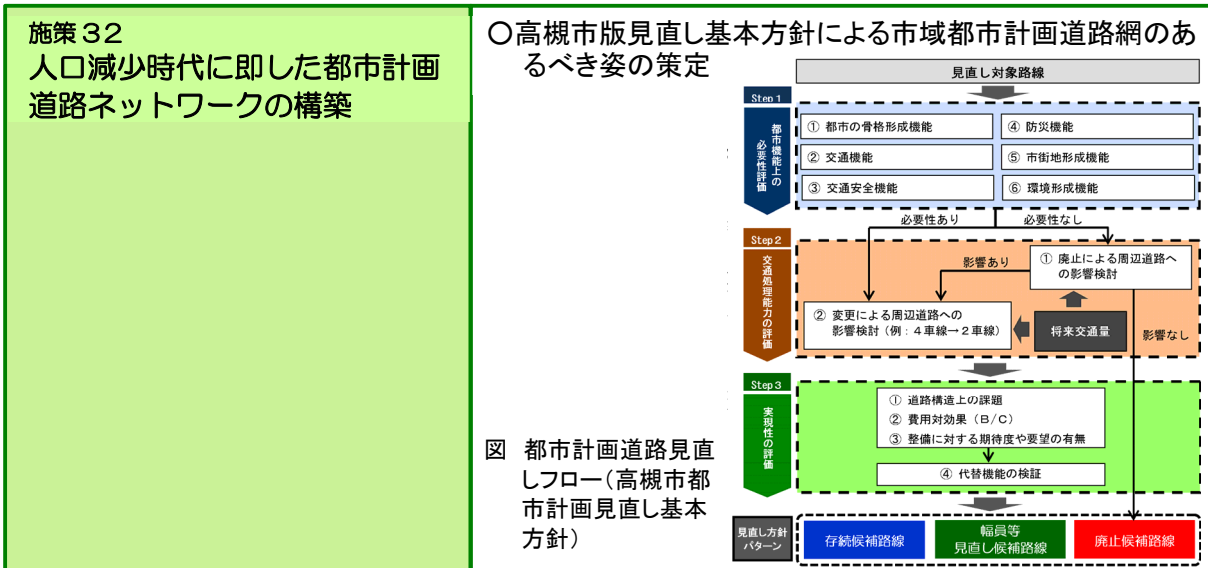 施策32
人口減少時代に即した都市計画
道路ネットワークの構築
〇高槻市版見直し基本方針による市域都市計画道路網のあ
るべき姿の策定
見直し対象路線
Step 1
都市機能上の
必要性評価
① 都市の骨格形成機能
② 交通機能
③ 交通安全機能
④ 防災機能
⑤ 市街地形成機能
⑥ 環境形成機能
必要性あり
必要性なし
Step 2
交通処理能力の評価
影響あり
① 廃止による周辺道路へ
の影響検討
② 変更による周辺道路への
影響検討（例：４車線→２車線）
将来交通量
影響なし
Step 3
実現性の評価
① 道路構造上の課題
② 費用対効果（B/C）
③ 整備に対する期待度や要望の有無
④ 代替機能の検証
図 都市計画道路見直
しフロー（高槻市都
市計画見直し基本
方針）
見直し方針
パターン
存続候補路線
幅員等
見直し候補路線
廃止候補路線